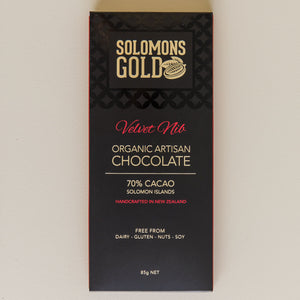 SOLOMONS
GOLD
Velvet Nib
ORGANIC ARTISAN
CHOCOLATE
70% CACAO
SOLOMON ISLANDS
HANDCRAFTED IN NEW ZEALAND
FREE FROM
DAIRY - GLUTEN - NUTS - SOY
85g NET